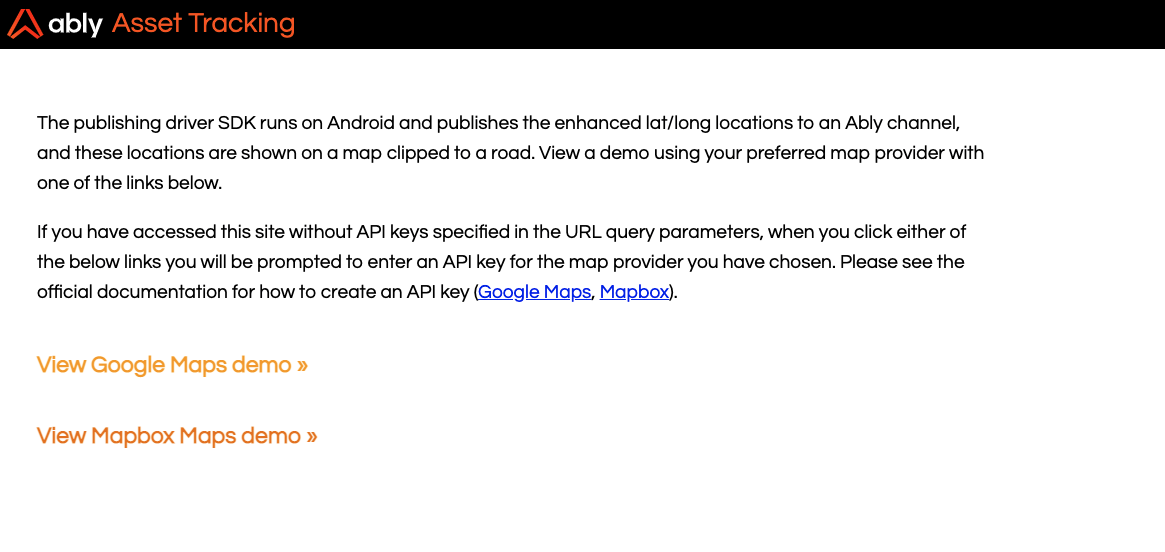 ably Asset Tracking
The publishing driver SDK runs on Android and publishes the enhanced lat/long locations to an Ably channel,
and these locations are shown on a map clipped to a road. View a demo using your preferred map provider with
one of the links below.
If you have accessed this site without API keys specified in the URL query parameters, when you click either of
the below links you will be prompted to enter an API key for the map provider you have chosen. Please see the
official documentation for how to create an API key (Google Maps, Mapbox).
View Google Maps demo »
View Mapbox Maps demo »